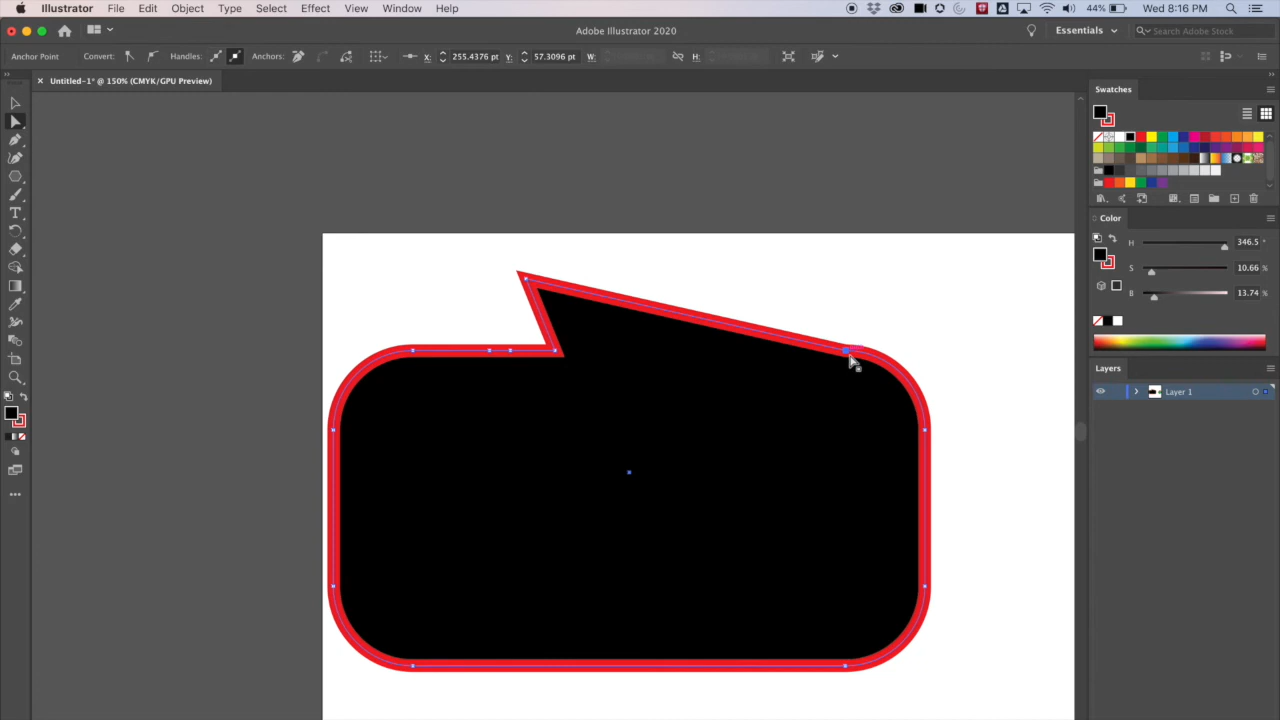 Illustrator File Edit Object Type Select Effect View Window Help 44% Wed 8:16 PM
Adobe Illustrator 2020 Essentials Search Adobe Stock
Anchor Point Convert: Handles: Anchors: X: 255.4376 pt Y: 57.3096 pt W: H:
× Untitled-1* @ 150% (CMYK/GPU Preview)
Swatches
Color
H 346.5 °
S 10.66 %
B 13.74 %
Layers
Layer 1